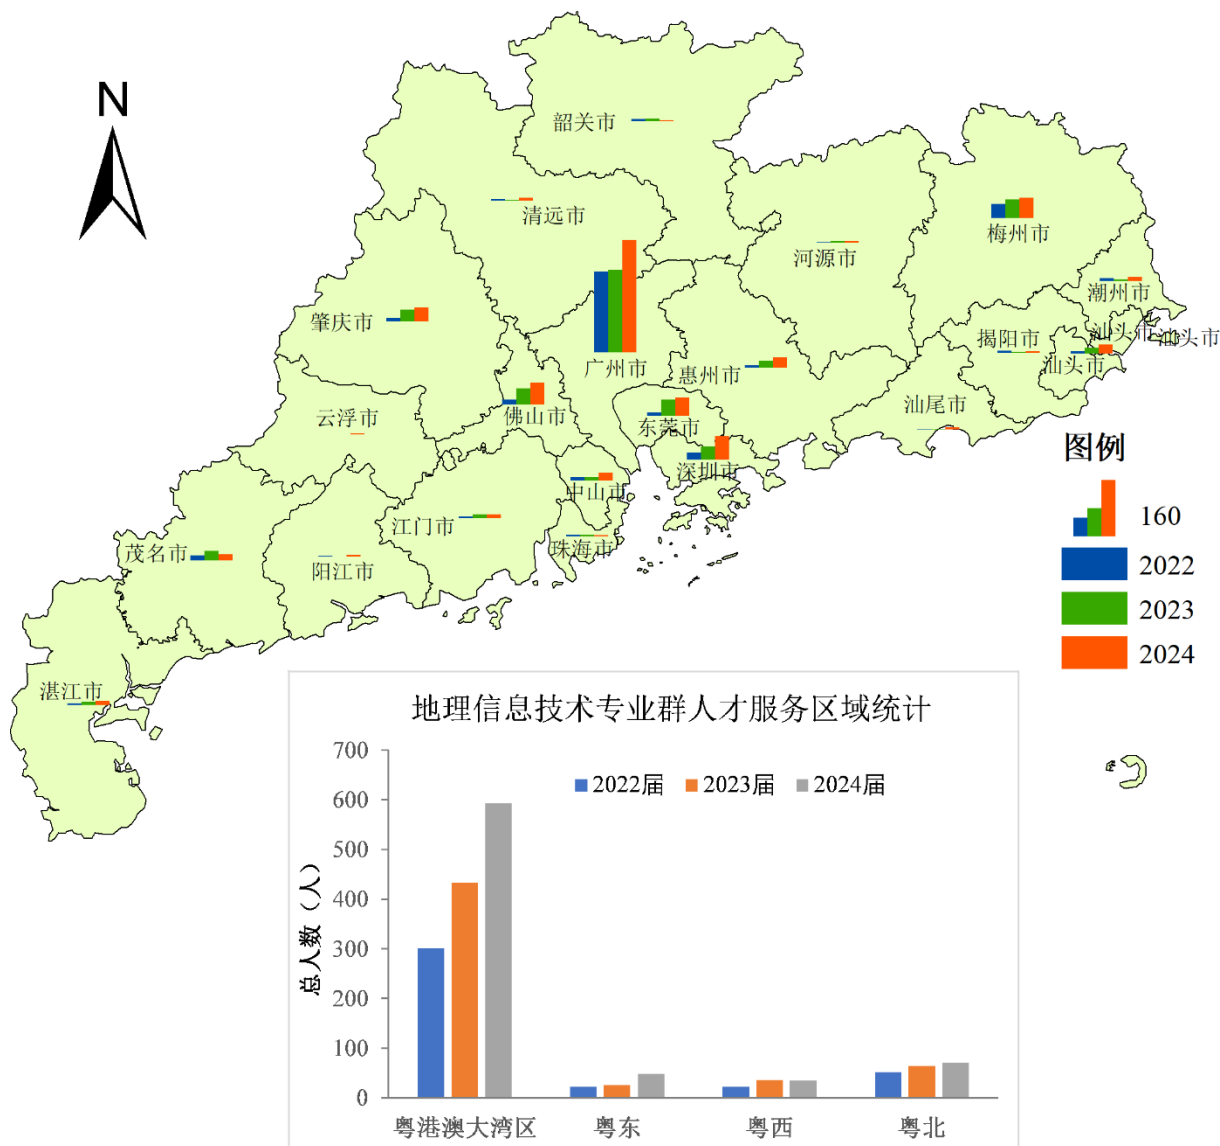 N
韶关市
清远市
梅州市
河源市
潮州市
肇庆市
揭阳市
汕头市
汕头市
广州市
惠州市
汕头市
云浮市
佛山市
东莞市
汕尾市
深圳市
中山市
江门市
珠海市
茂名市
阳江市
湛江市
图例
160
2022
2023
2024
地理信息技术专业群人才服务区域统计
2022届 2023届 2024届
总人数（人）
700
600
500
400
300
200
100
0
粤港澳大湾区 粤东 粤西 粤北